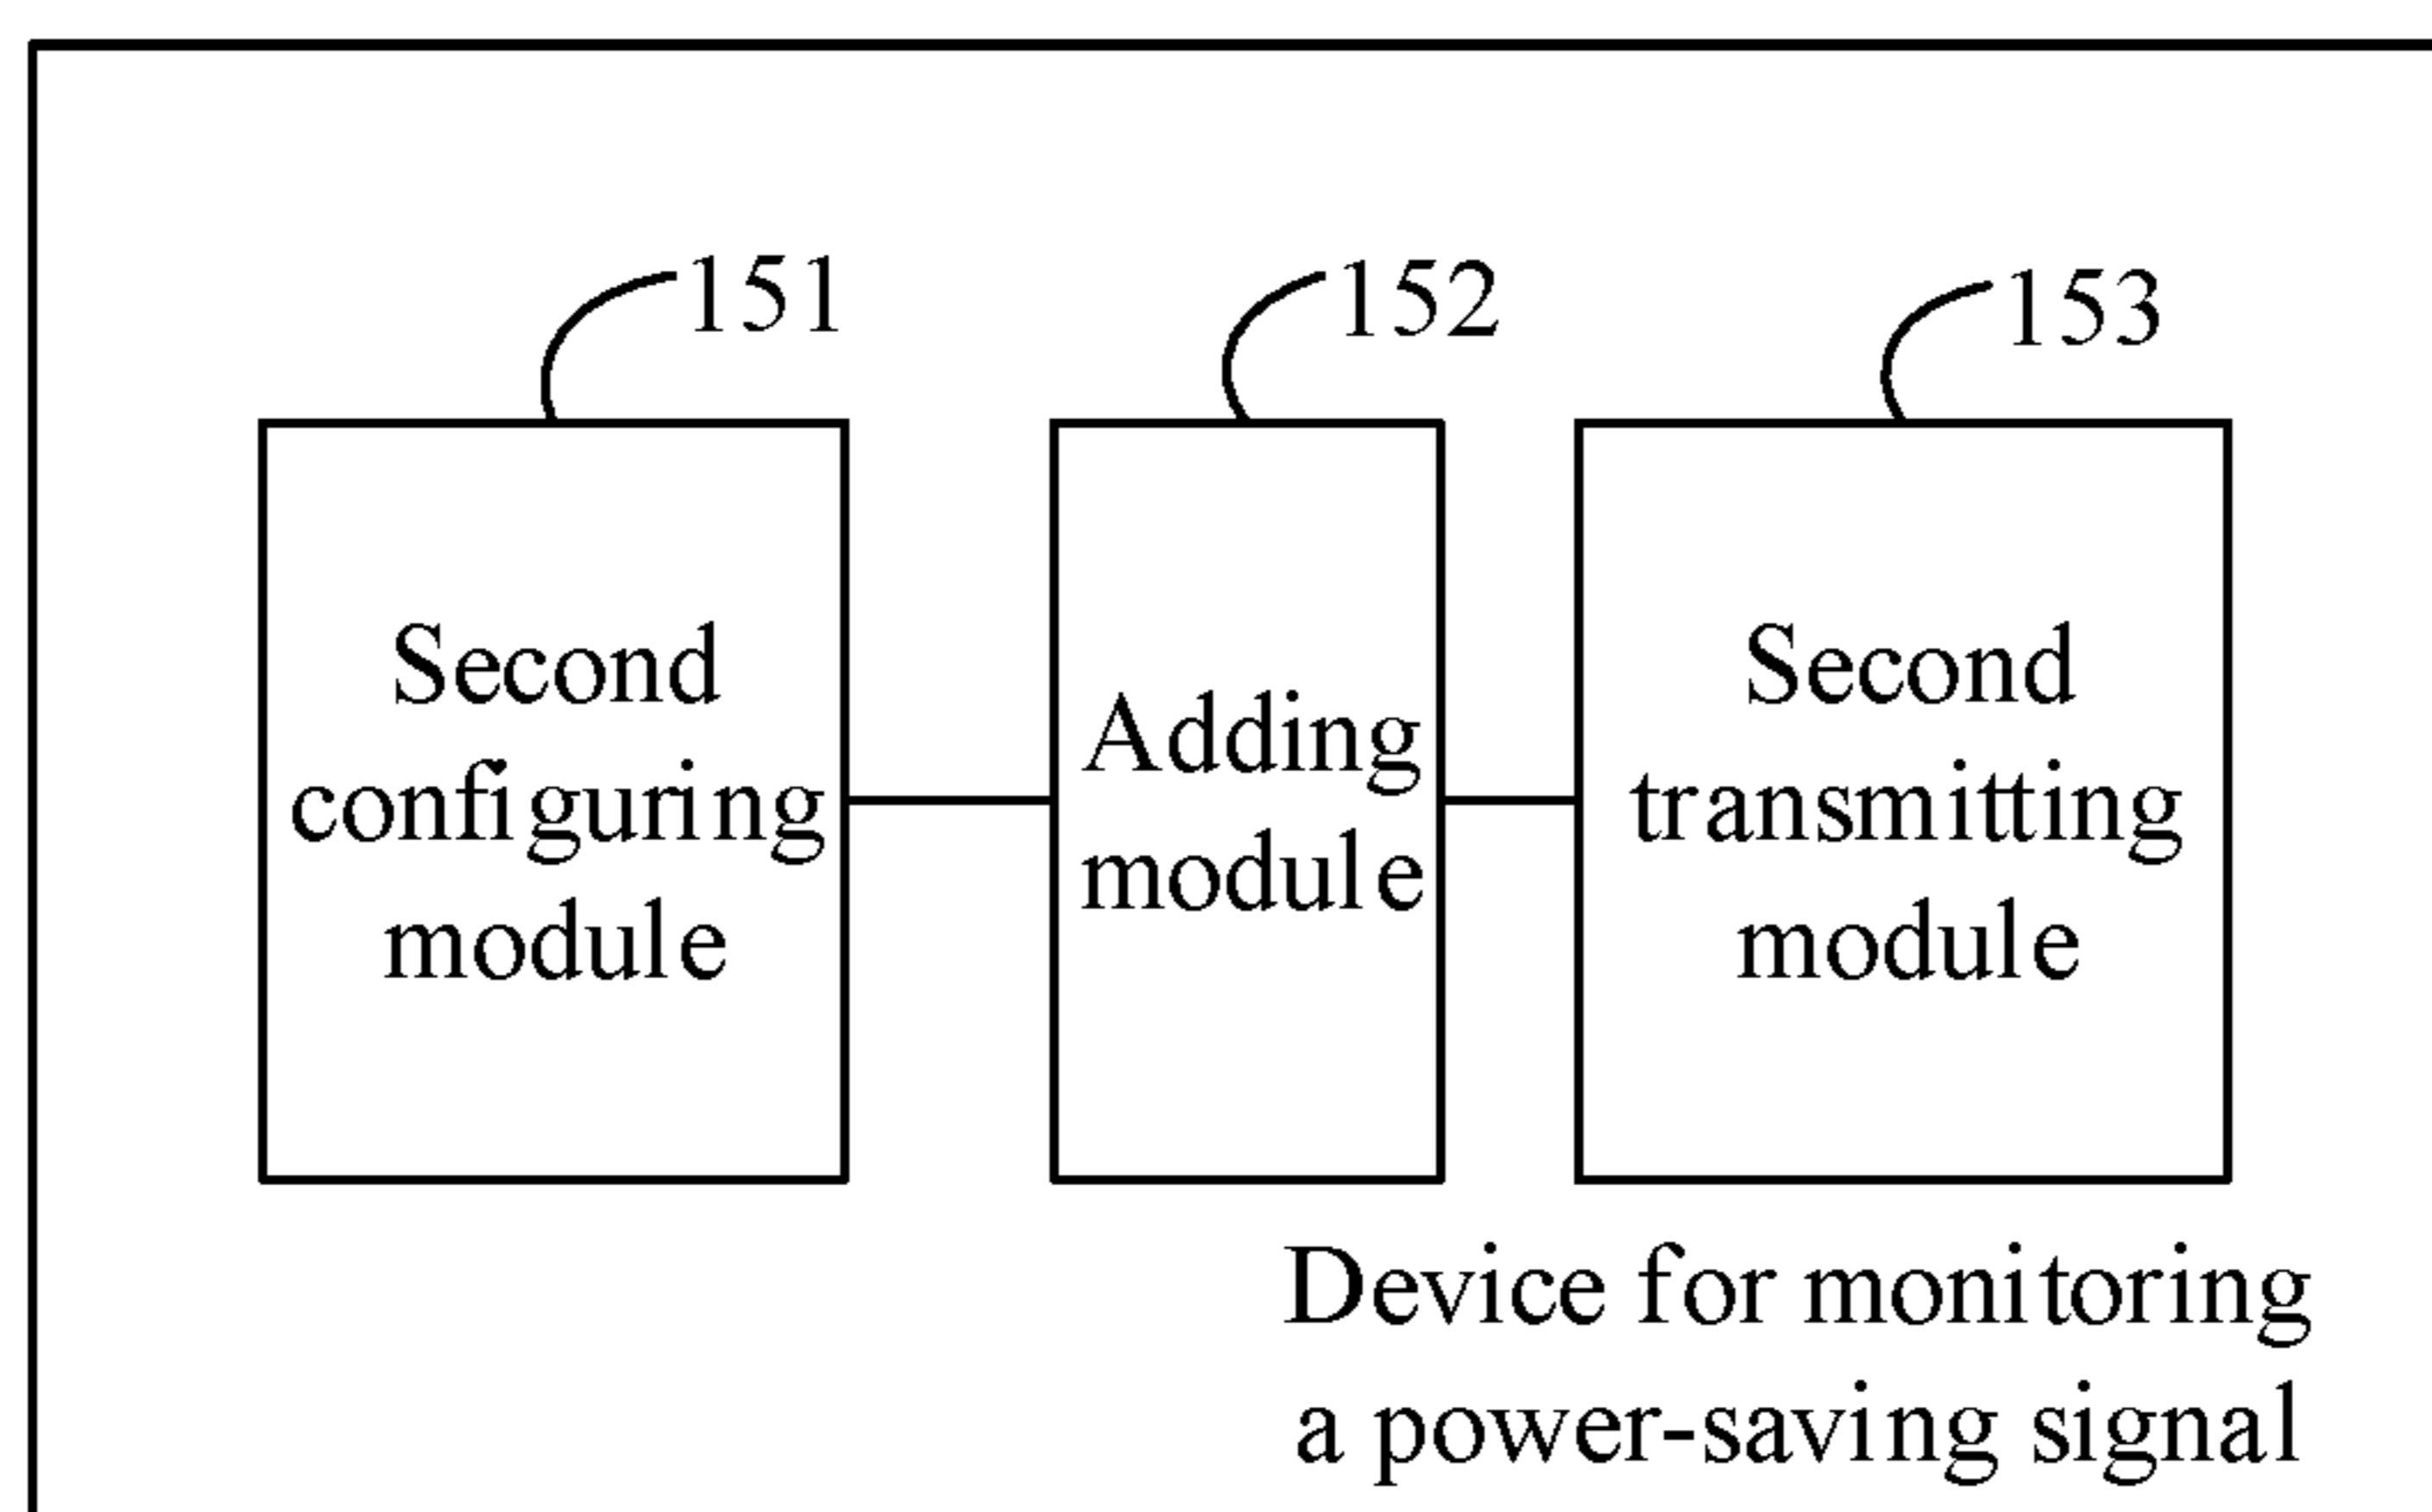 151
152
153
Second
configuring
module
Adding
module
Second
transmitting
module
Device for monitoring
a power-saving signal